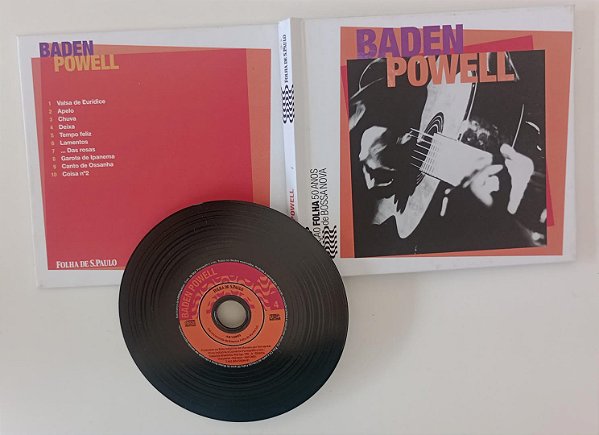 BADEN
POWELL
1 Valsa de Eurídice
2 Apelo
3 Chuva
4 Deixa
5 Tempo feliz
6 Lamentos
7 ... Das rosas
8 Garota de Ipanema
9 Canto de Ossanha
10 Coisa nº2
FOLHA DE S.PAULO
FOLHA DE S.PAULO
POWELL
ÃO FOLHA 50 ANOS
de BOSSA NOVA
BADEN
POWELL
BADEN POWELL
FOLHA DE S.PAULO